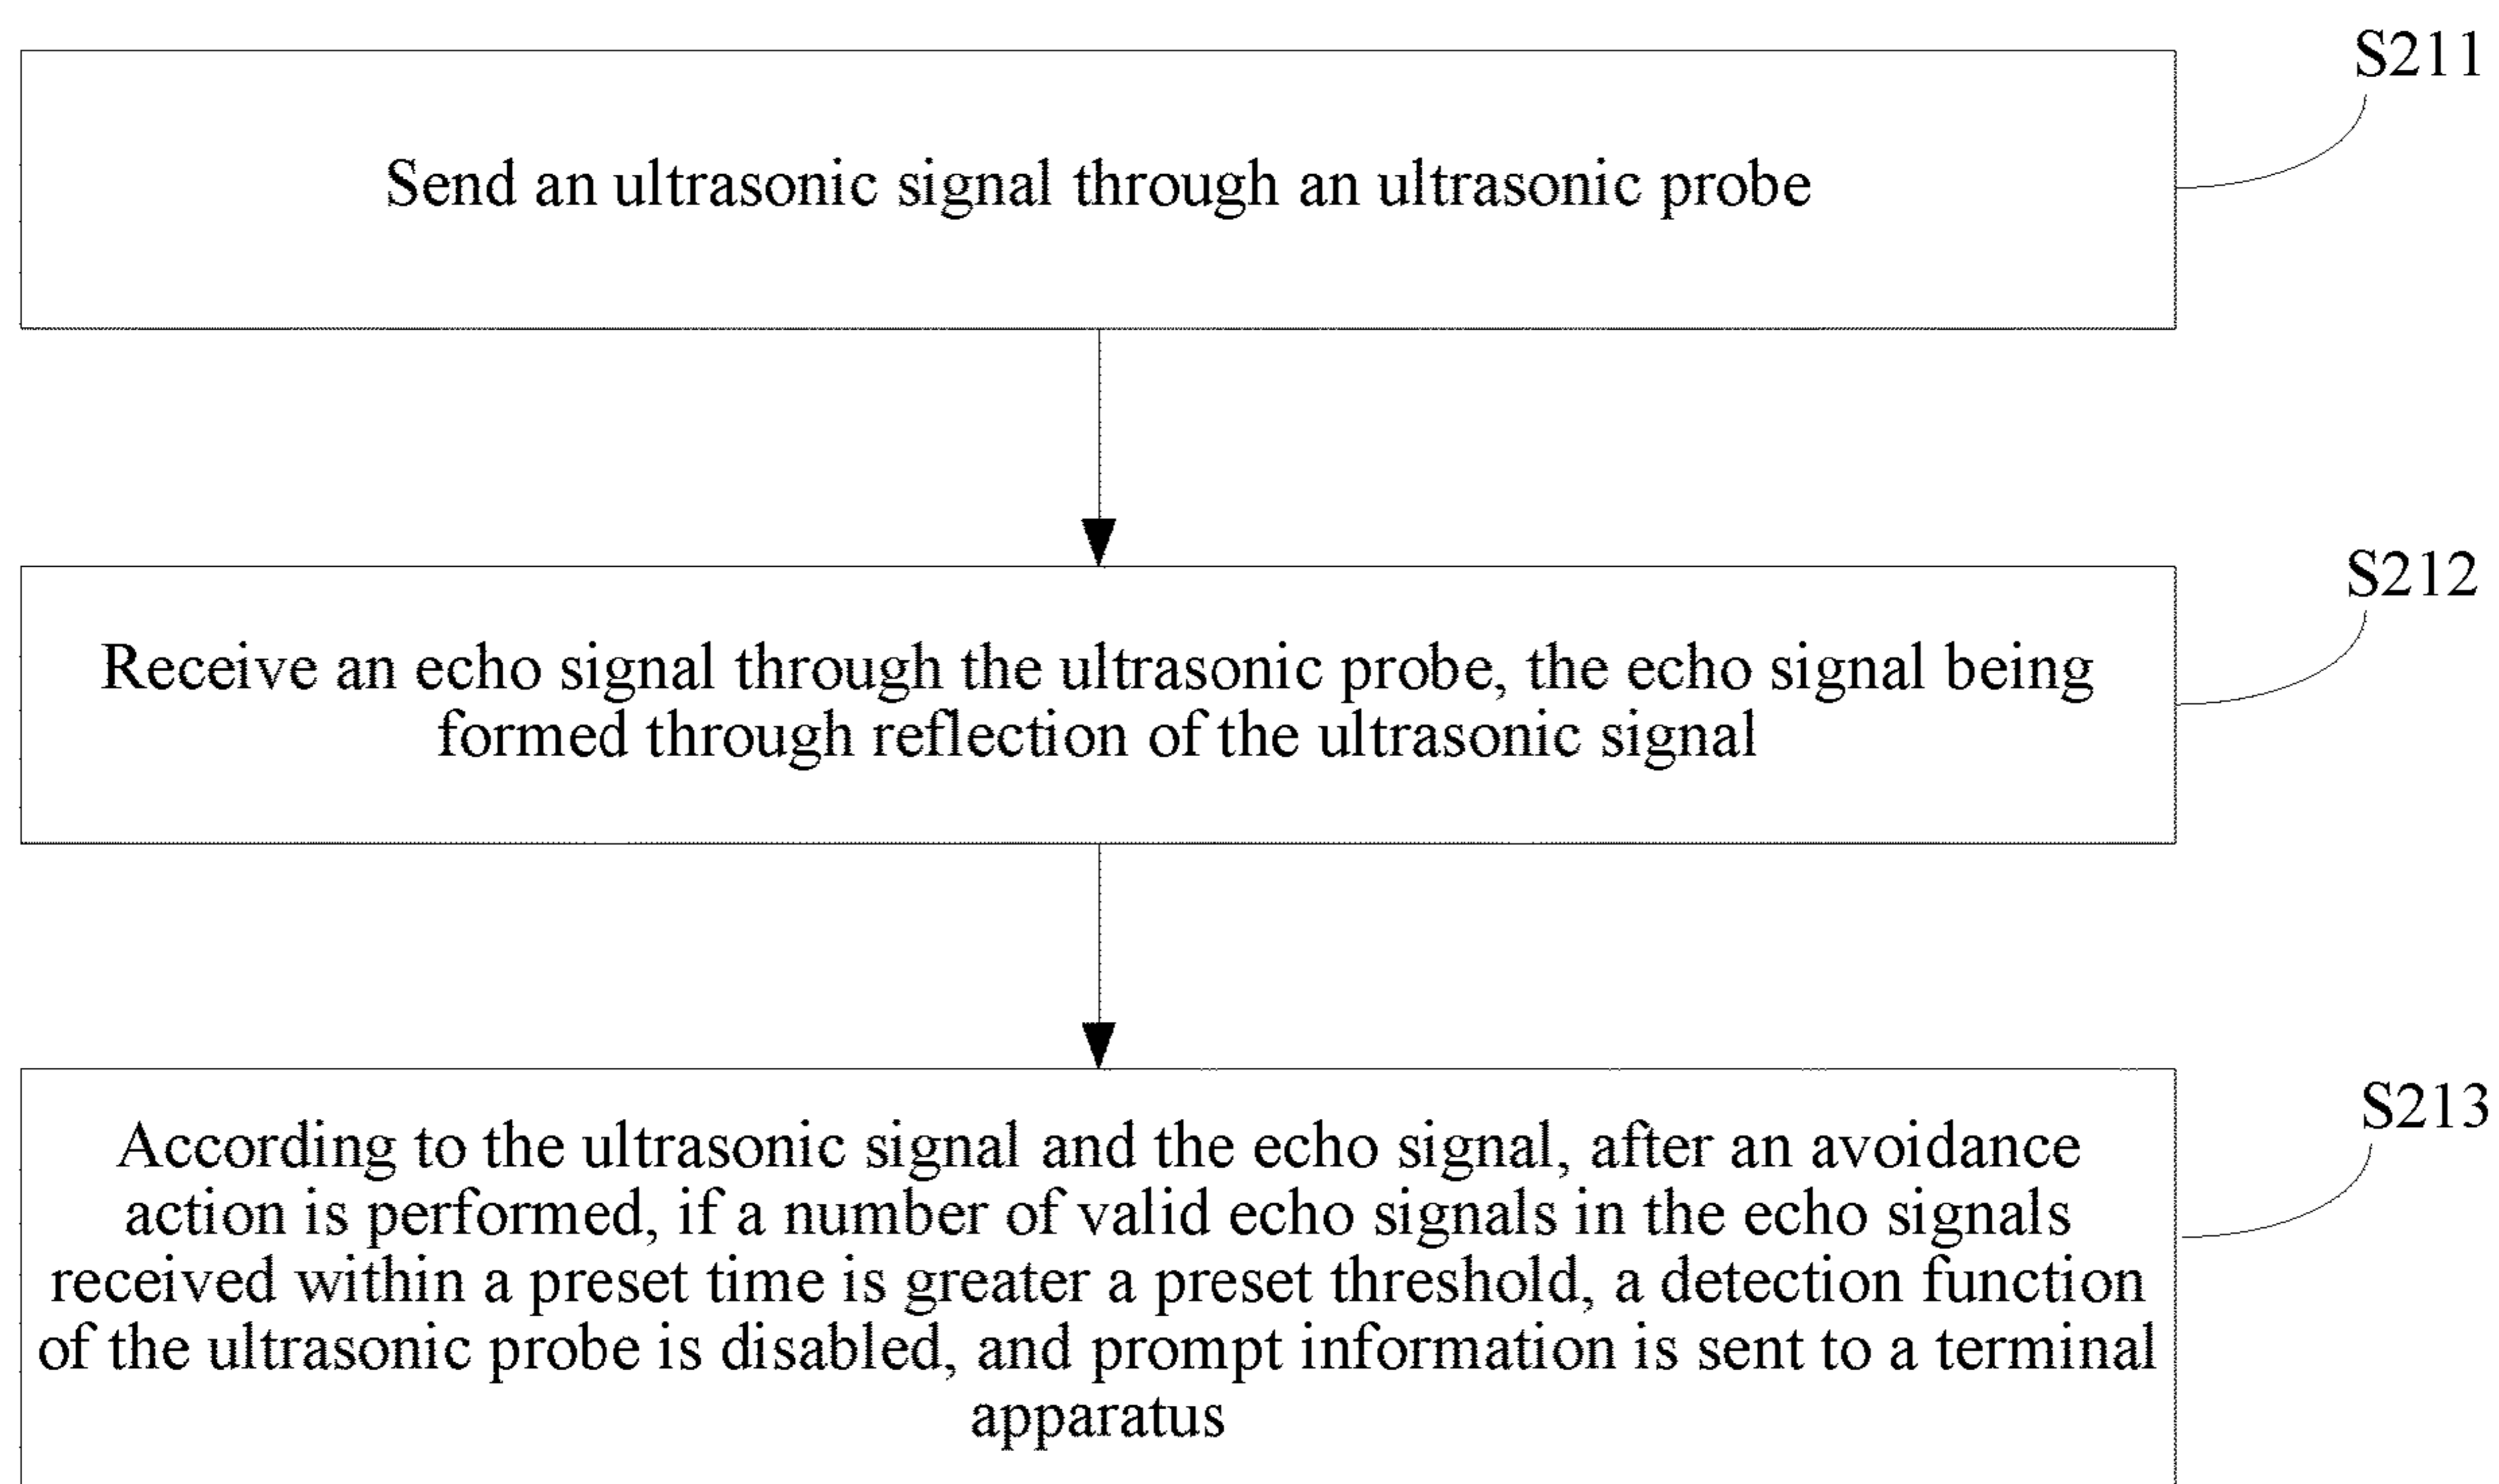 S211
Send an ultrasonic signal through an ultrasonic probe
S212
Receive an echo signal through the ultrasonic probe, the echo signal being
formed through reflection of the ultrasonic signal
S213
According to the ultrasonic signal and the echo signal, after an avoidance
action is performed, if a number of valid echo signals in the echo signals
received within a preset time is greater a preset threshold, a detection function
of the ultrasonic probe is disabled, and prompt information is sent to a terminal
apparatus